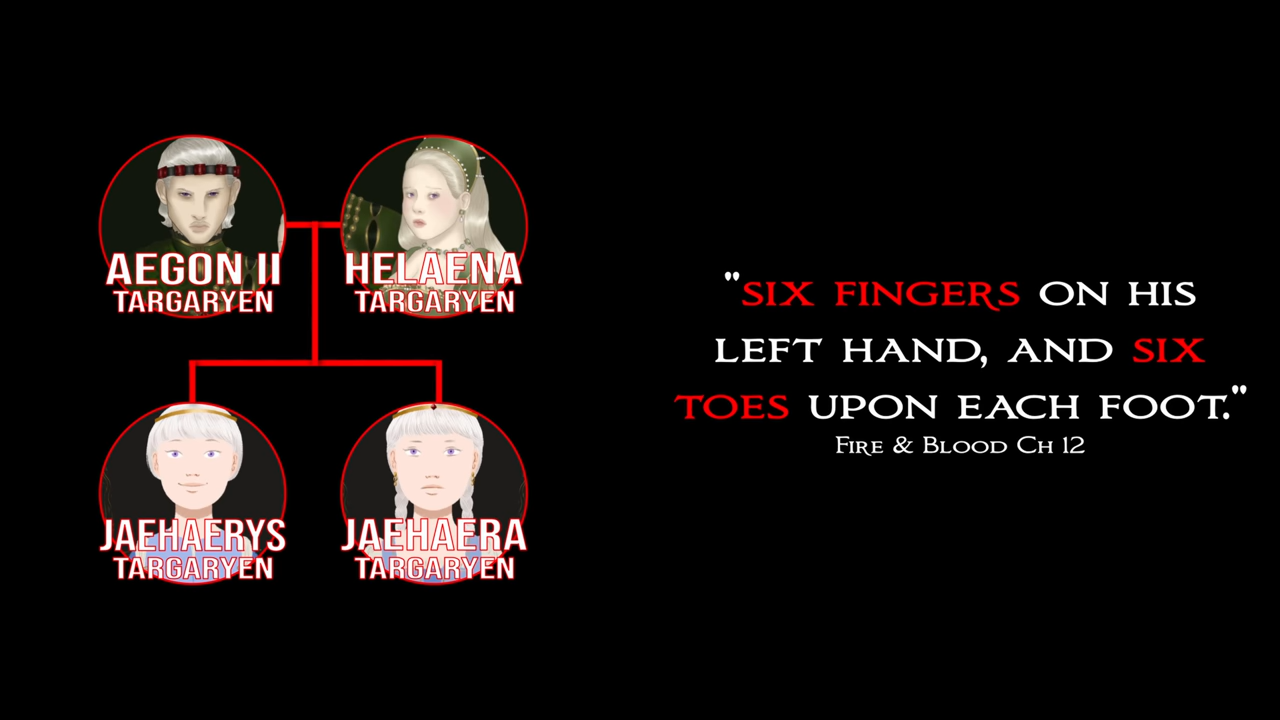 AEGON II
TARGARYEN
HELAENA
TARGARYEN
JAEHAERYS
TARGARYEN
JAEHAERA
TARGARYEN
"SIX FINGERS ON HIS
LEFT HAND, AND SIX
TOES UPON EACH FOOT."
Fire & Blood Ch 12